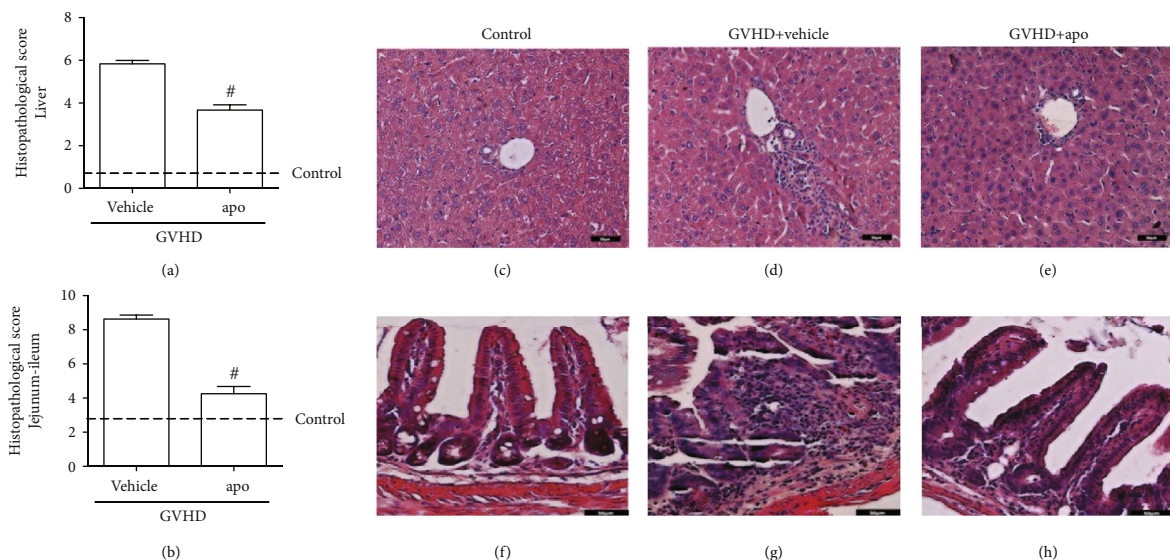 Histopathological score
Liver
8
6
4
2
0
#
Control
Vehicle
apo
GVHD
(a)
Histopathological score
Jejunum-ileum
10
8
6
4
2
0
#
Control
Vehicle
apo
GVHD
(b)
Control
GVHD+vehicle
GVHD+apo
(c)
(d)
(e)
(f)
(g)
(h)